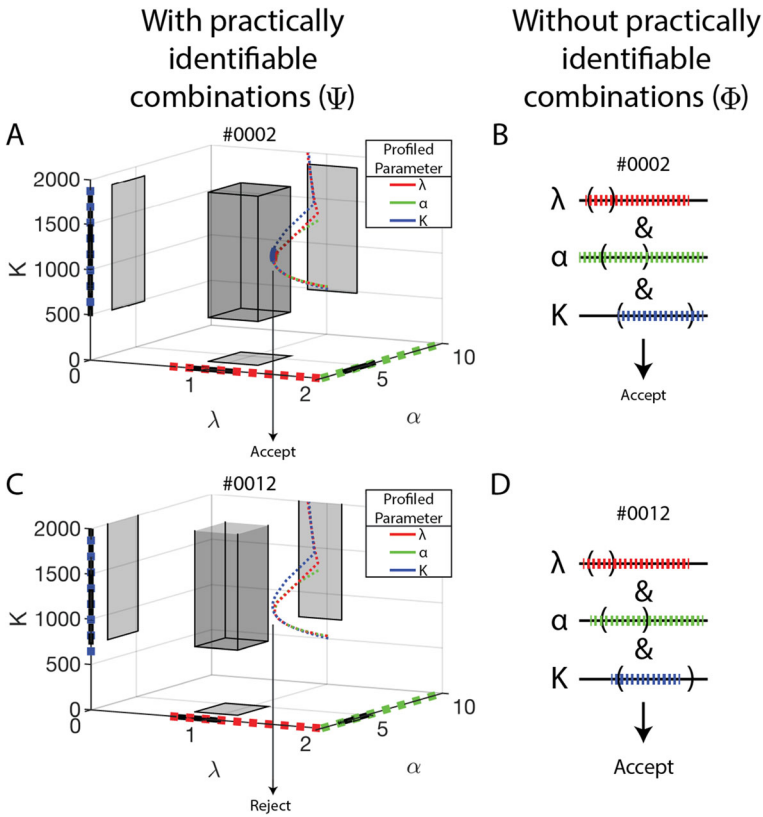 With practically
identifiable
combinations (Ψ)
Without practically
identifiable
combinations (Φ)
A
#0002
Profiled
Parameter
λ
α
K
2000
1500
1000
500
0
K
0
1
2
5
10
λ
α
Accept
B
#0002
λ ( )
&
α ( )
&
K ( )
Accept
C
#0012
Profiled
Parameter
λ
α
K
2000
1500
1000
500
0
K
0
1
2
5
10
λ
α
Reject
D
#0012
λ ( )
&
α ( )
&
K ( )
Accept